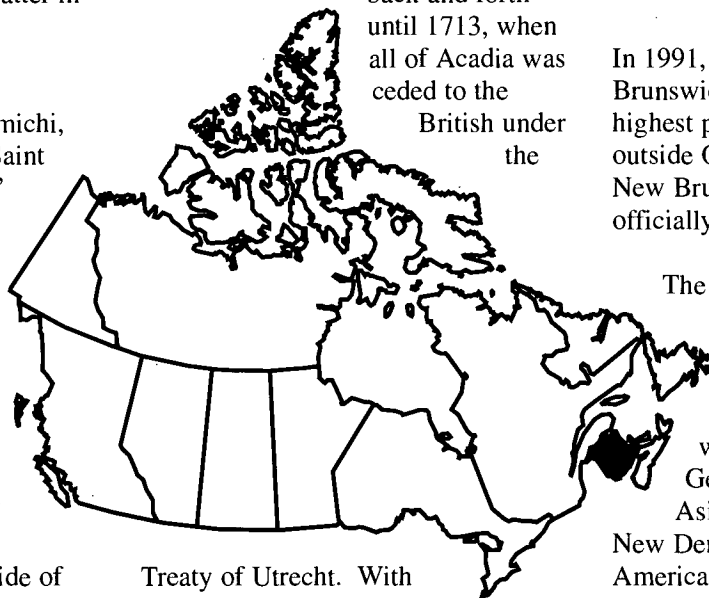 michi,
aint
ide of
back and forth
until 1713, when
all of Acadia was
ceded to the
British under
the
Treaty of Utrecht. With
In 1991,
Brunswic
highest p
outside
New Bru
officially
The
Ge
Asi
New Der
America